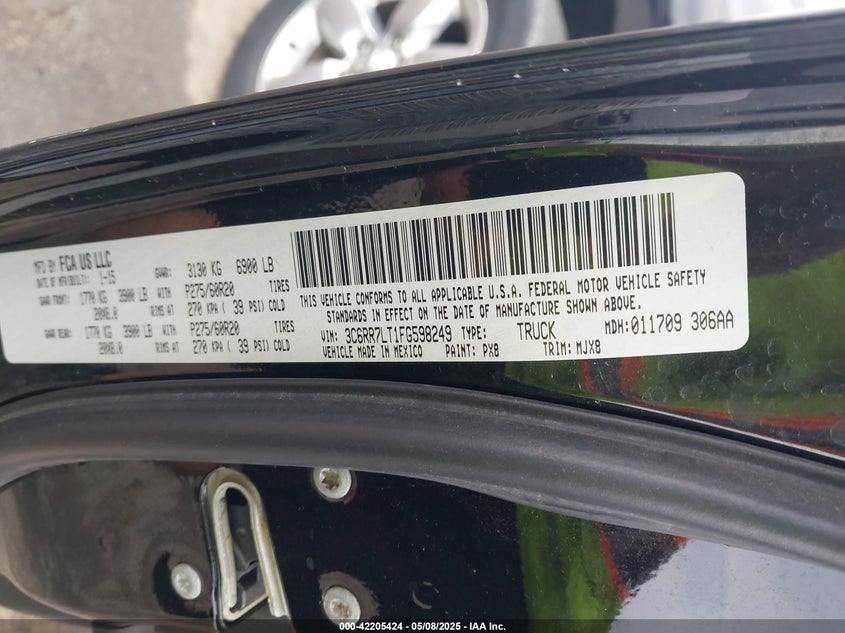 MFD BY FCA US LLC
DATE OF MFR(BUILT): 1-15 GVWR: 3130 KG 6900 LB
GAWR FRONT: 1770 KG 3900 LB WITH P275/60R20 TIRES
20X8.0 RIMS AT 270 KPA ( 39 PSI) COLD
GAWR REAR: 1770 KG 3900 LB WITH P275/60R20 TIRES
20X8.0 RIMS AT 270 KPA ( 39 PSI) COLD
THIS VEHICLE CONFORMS TO ALL APPLICABLE U.S.A. FEDERAL MOTOR VEHICLE SAFETY
STANDARDS IN EFFECT ON THE DATE OF MANUFACTURE SHOWN ABOVE.
VIN: 3C6RR7LT1FG598249 TYPE: TRUCK MDH:011709 306AA
VEHICLE MADE IN MEXICO PAINT: PX8 TRIM: MJX8
000-42205424 - 05/08/2025 - IAA Inc.